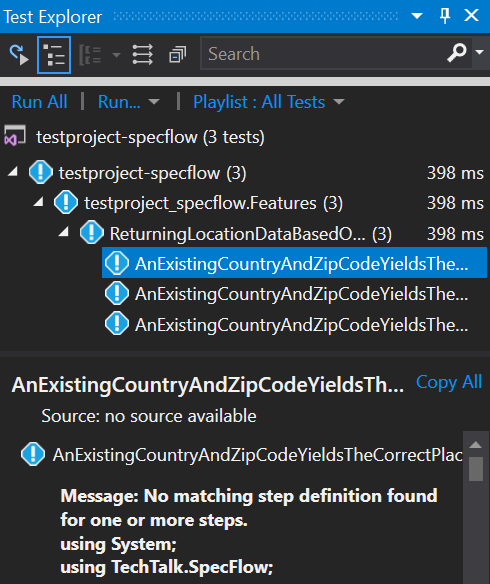 Test Explorer
Search
Run All | Run... | Playlist : All Tests
testproject-specflow (3 tests)
testproject-specflow (3) 398 ms
testproject_specflow.Features (3) 398 ms
ReturningLocationDataBasedO... (3) 398 ms
AnExistingCountryAndZipCodeYieldsThe...
AnExistingCountryAndZipCodeYieldsThe...
AnExistingCountryAndZipCodeYieldsThe...
AnExistingCountryAndZipCodeYieldsTh... Copy All
Source: no source available
AnExistingCountryAndZipCodeYieldsTheCorrectPlac
Message: No matching step definition found
for one or more steps.
using System;
using TechTalk.SpecFlow;